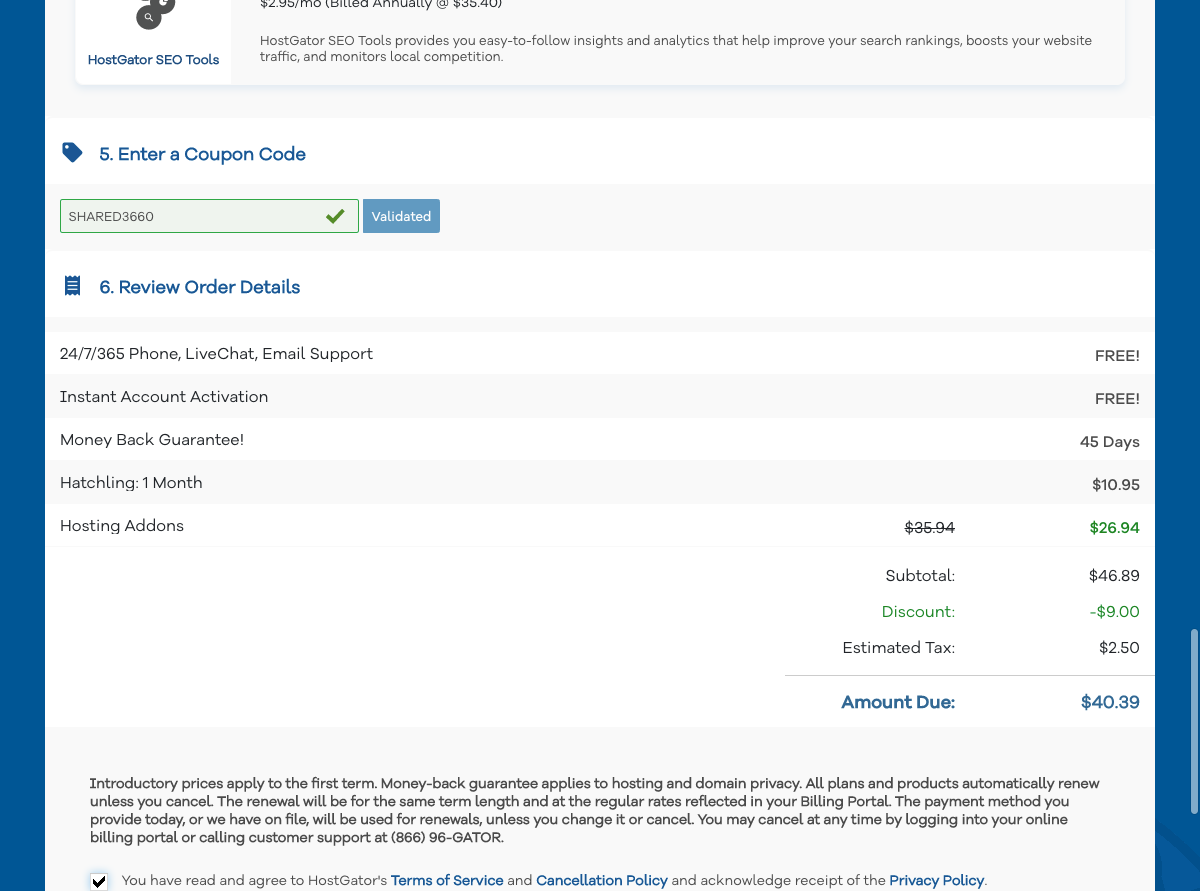 $2.95/mo (Billed Annually @ $35.40)
HostGator SEO Tools provides you easy-to-follow insights and analytics that help improve your search rankings, boosts your website
traffic, and monitors local competition.
HostGator SEO Tools
5. Enter a Coupon Code
SHARED3660 Validated
6. Review Order Details
24/7/365 Phone, LiveChat, Email Support FREE!
Instant Account Activation FREE!
Money Back Guarantee! 45 Days
Hatchling: 1 Month $10.95
Hosting Addons $35.94 $26.94
Subtotal: $46.89
Discount: -$9.00
Estimated Tax: $2.50
Amount Due: $40.39
Introductory prices apply to the first term. Money-back guarantee applies to hosting and domain privacy. All plans and products automatically renew
unless you cancel. The renewal will be for the same term length and at the regular rates reflected in your Billing Portal. The payment method you
provide today, or we have on file, will be used for renewals, unless you change it or cancel. You may cancel at any time by logging into your online
billing portal or calling customer support at (866) 96-GATOR.
You have read and agree to HostGator's Terms of Service and Cancellation Policy and acknowledge receipt of the Privacy Policy.